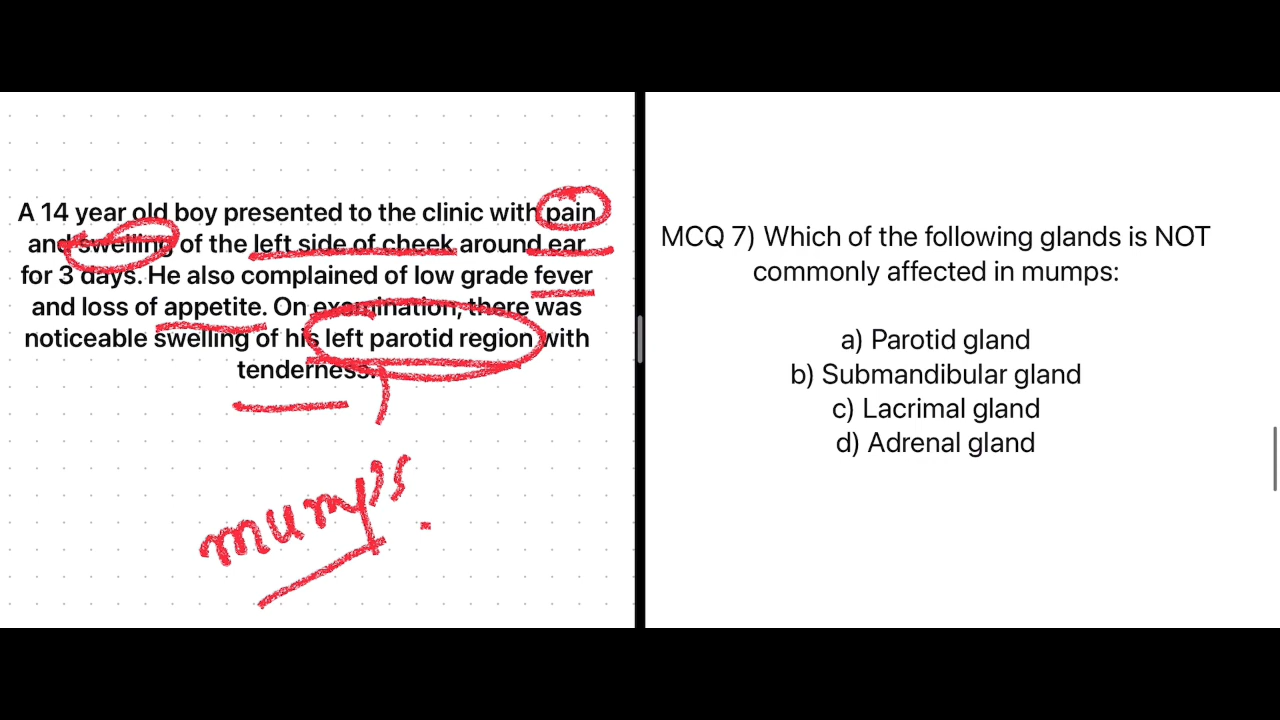 A 14 year old boy presented to the clinic with pain
and swelling of the left side of cheek around ear
for 3 days. He also complained of low grade fever
and loss of appetite. On examination, there was
noticeable swelling of his left parotid region with
tenderness.
mump's.
MCQ 7) Which of the following glands is NOT
commonly affected in mumps:
a) Parotid gland
b) Submandibular gland
c) Lacrimal gland
d) Adrenal gland